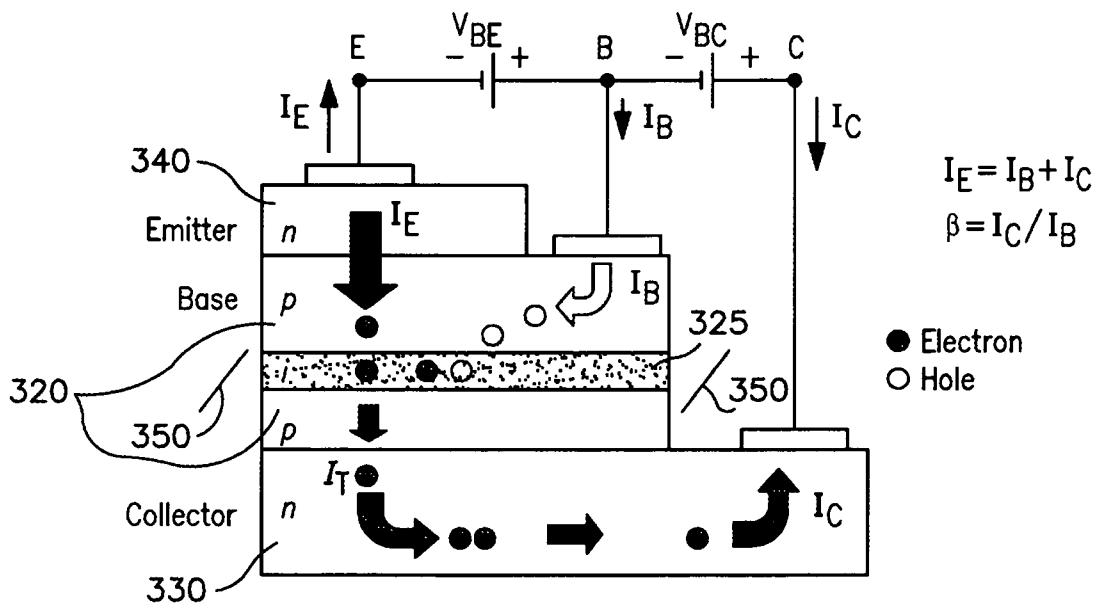 V_BE
V_BC
E
- +
B
- +
C
I_E
I_B
I_C
340
I_E = I_B + I_C
β = I_C / I_B
Emitter n
I_E
Base p
I_B
325
Electron
Hole
320
i
350
350
p
I_T
Collector n
I_C
330